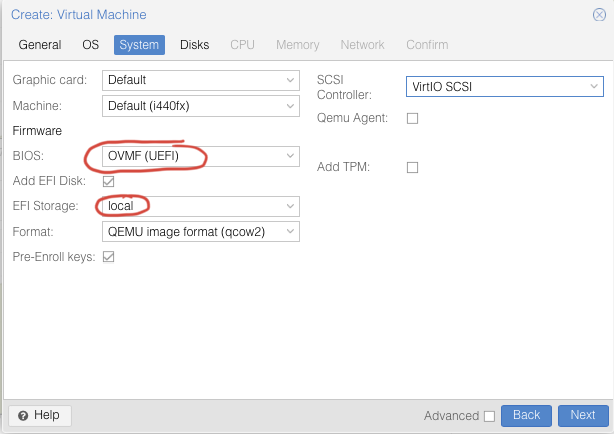 Create: Virtual Machine
General OS System Disks CPU Memory Network Confirm
Graphic card: Default
SCSI Controller: VirtIO SCSI
Machine: Default (i440fx)
Qemu Agent:
Firmware
BIOS: OVMF (UEFI)
Add TPM:
Add EFI Disk:
EFI Storage: local
Format: QEMU image format (qcow2)
Pre-Enroll keys:
Help
Advanced
Back
Next